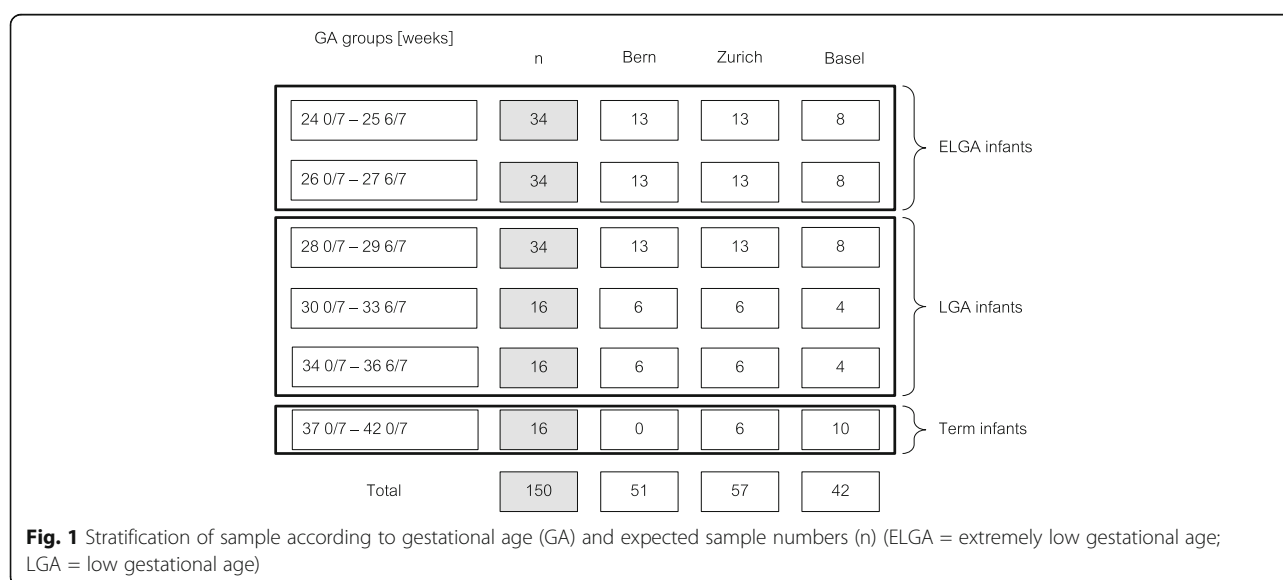 GA groups [weeks]
n Bern Zurich Basel
24 0/7 – 25 6/7 34 13 13 8
ELGA infants
26 0/7 – 27 6/7 34 13 13 8
28 0/7 – 29 6/7 34 13 13 8
30 0/7 – 33 6/7 16 6 6 4 LGA infants
34 0/7 – 36 6/7 16 6 6 4
37 0/7 – 42 0/7 16 0 6 10 Term infants
Total 150 51 57 42
Fig. 1 Stratification of sample according to gestational age (GA) and expected sample numbers (n) (ELGA = extremely low gestational age;
LGA = low gestational age)